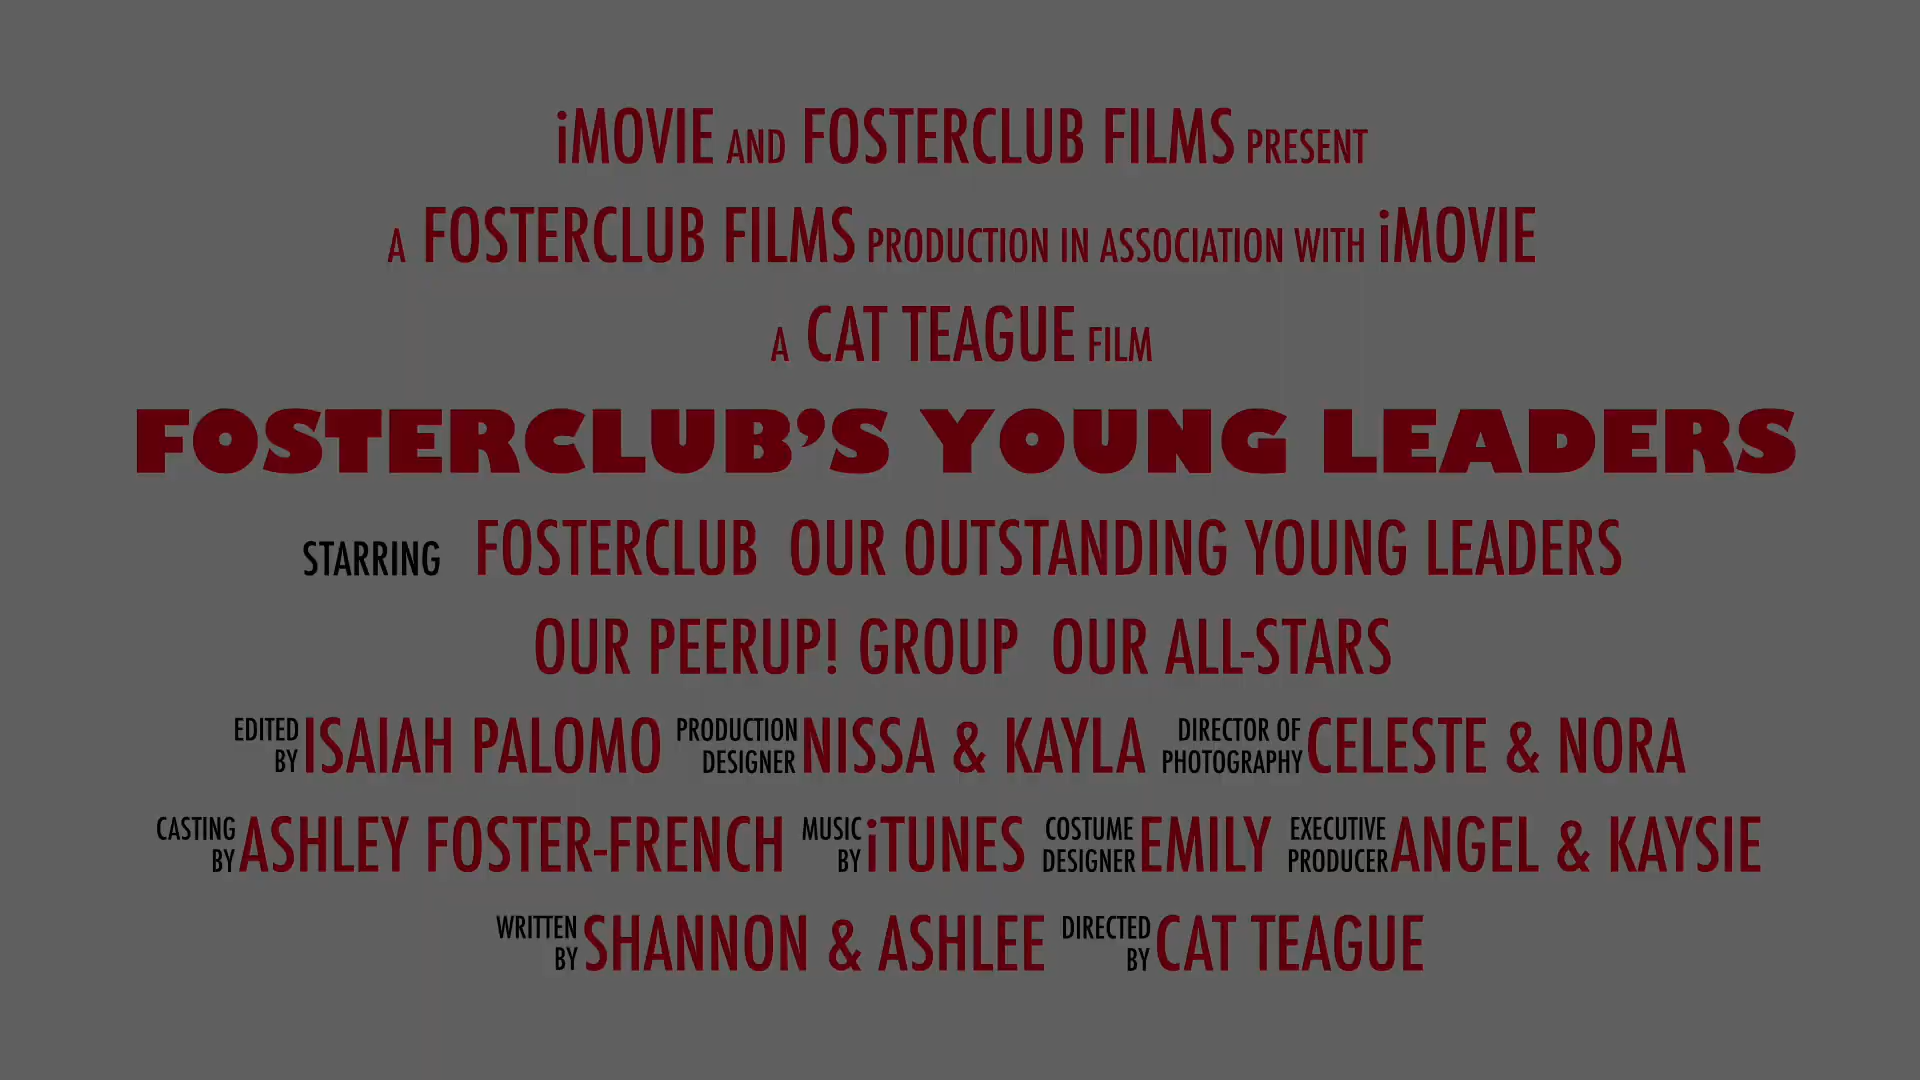 iMOVIE AND FOSTERCLUB FILMS PRESENT
A FOSTERCLUB FILMS PRODUCTION IN ASSOCIATION WITH iMOVIE
A CAT TEAGUE FILM
FOSTERCLUB'S YOUNG LEADERS
STARRING FOSTERCLUB OUR OUTSTANDING YOUNG LEADERS
OUR PEERUP! GROUP OUR ALL-STARS
EDITED BY ISAIAH PALOMO PRODUCTION DESIGNER NISSA & KAYLA DIRECTOR OF PHOTOGRAPHY CELESTE & NORA
CASTING BY ASHLEY FOSTER-FRENCH MUSIC BY iTUNES COSTUME DESIGNER EMILY EXECUTIVE PRODUCER ANGEL & KAYSIE
WRITTEN BY SHANNON & ASHLEE DIRECTED BY CAT TEAGUE